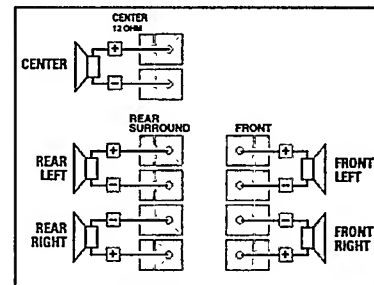 CENTER
12 OHM
CENTER
+
−
REAR
SURROUND
FRONT
REAR
LEFT
+
−
+
−
FRONT
LEFT
REAR
RIGHT
−
+
−
+
FRONT
RIGHT